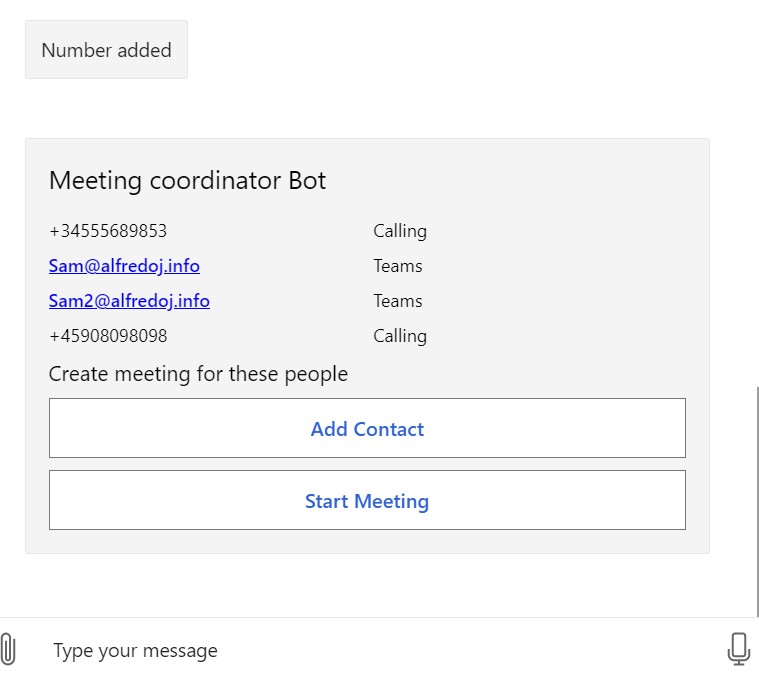 Number added
Meeting coordinator Bot
+34555689853 Calling
Sam@alfredoj.info Teams
Sam2@alfredoj.info Teams
+45908098098 Calling
Create meeting for these people
Add Contact
Start Meeting
Type your message